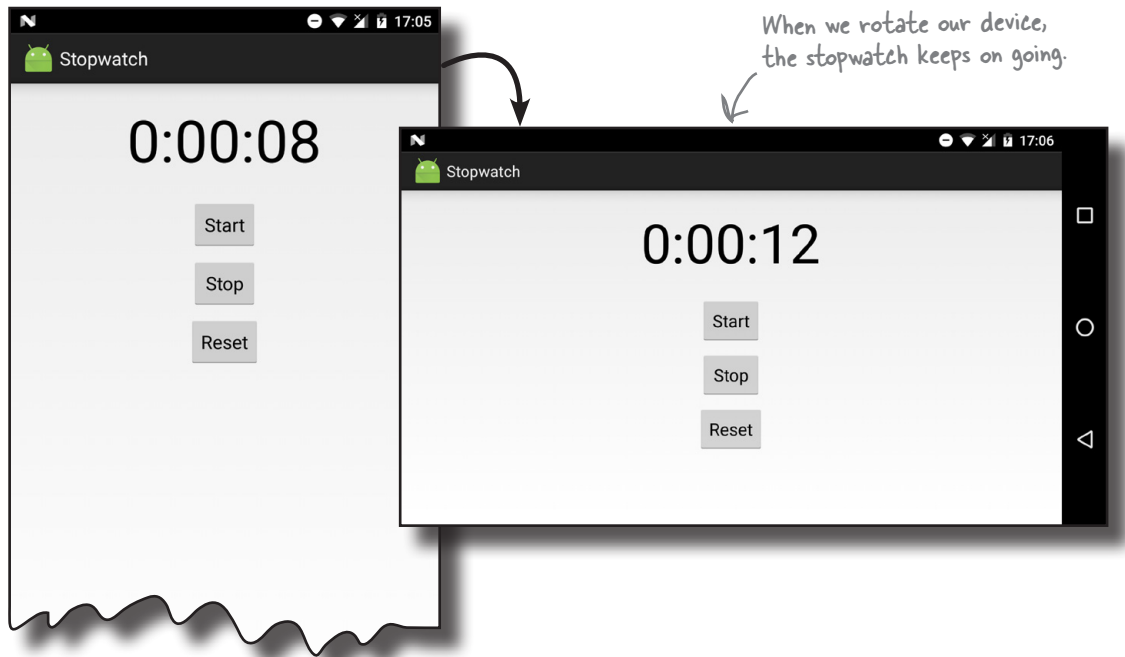 17:05
Stopwatch
0:00:08
Start
Stop
Reset
When we rotate our device,
the stopwatch keeps on going.
17:06
Stopwatch
0:00:12
Start
Stop
Reset